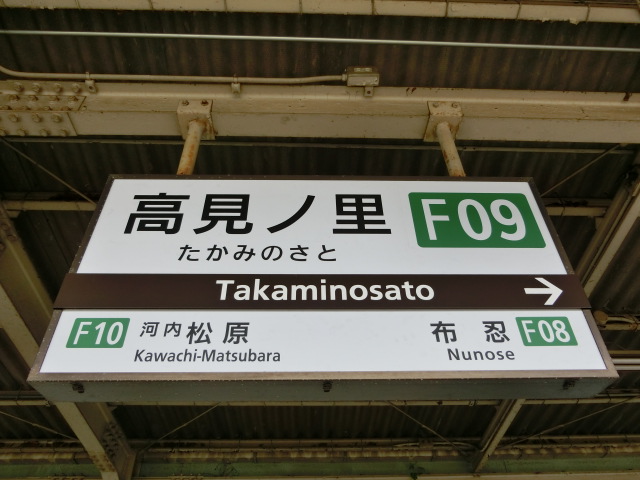 高見ノ里 F09
たかみのさと
Takaminosato →
F10 河内松原 布忍 F08
Kawachi-Matsubara Nunose